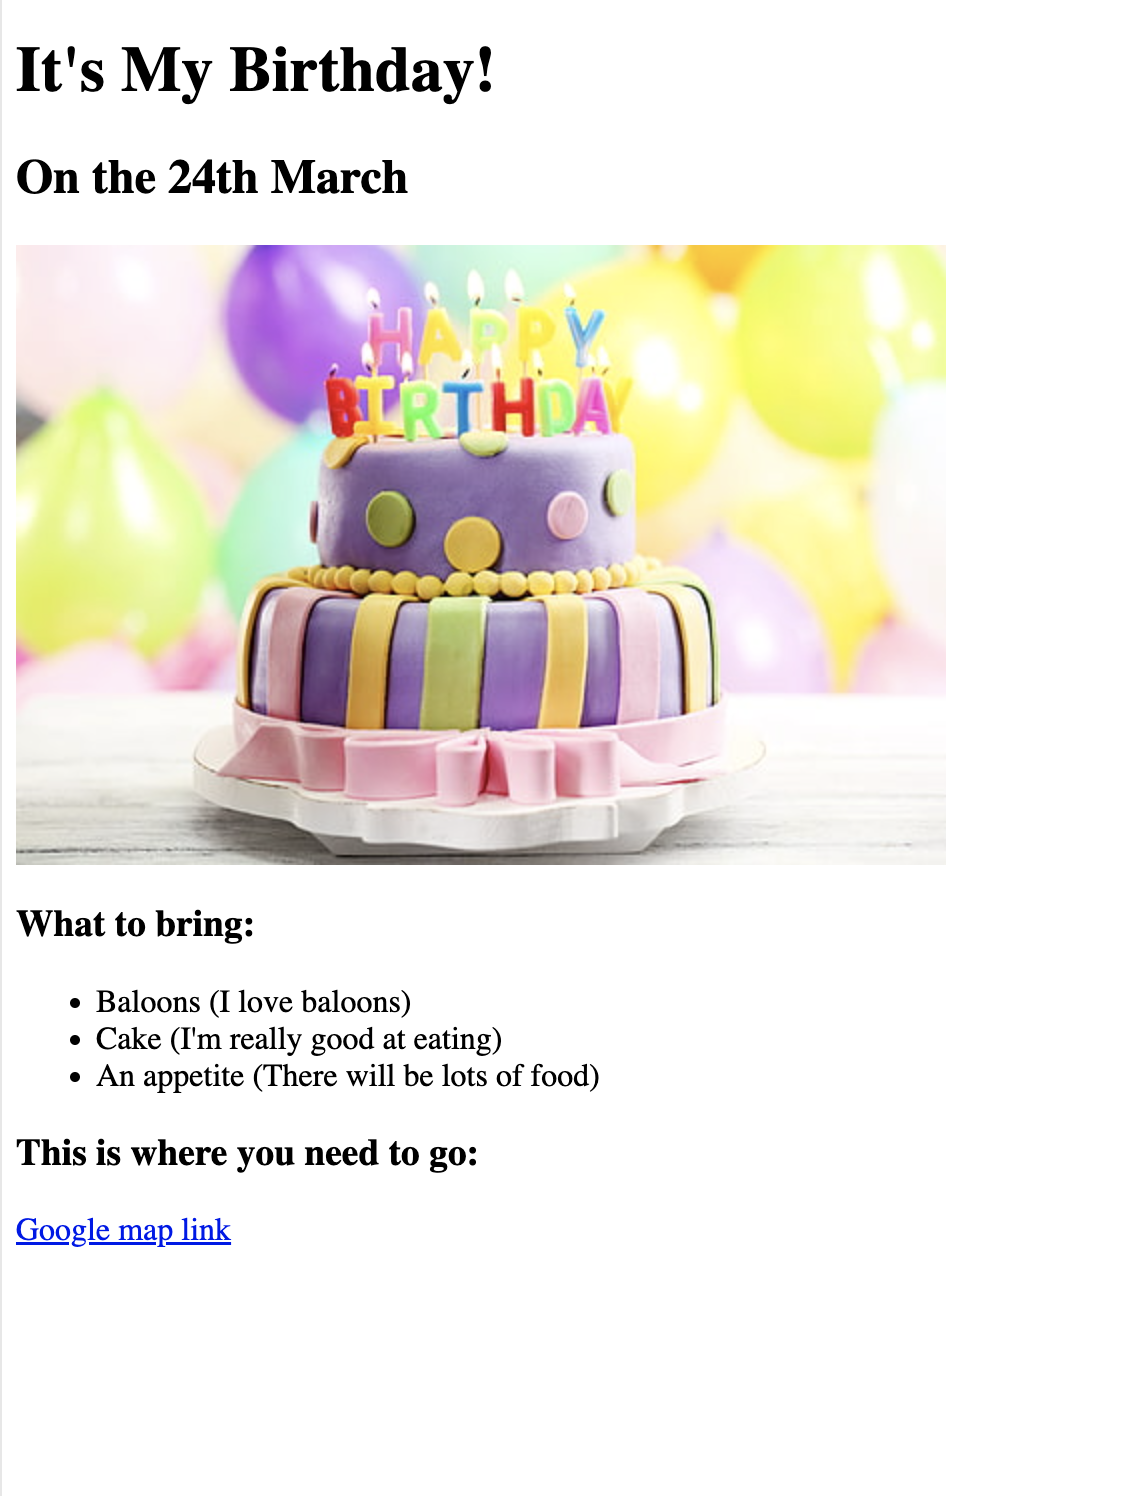 It's My Birthday!
On the 24th March
HAPPY
BIRTHDAY
What to bring:
Baloons (I love baloons)
Cake (I'm really good at eating)
An appetite (There will be lots of food)
This is where you need to go:
Google map link